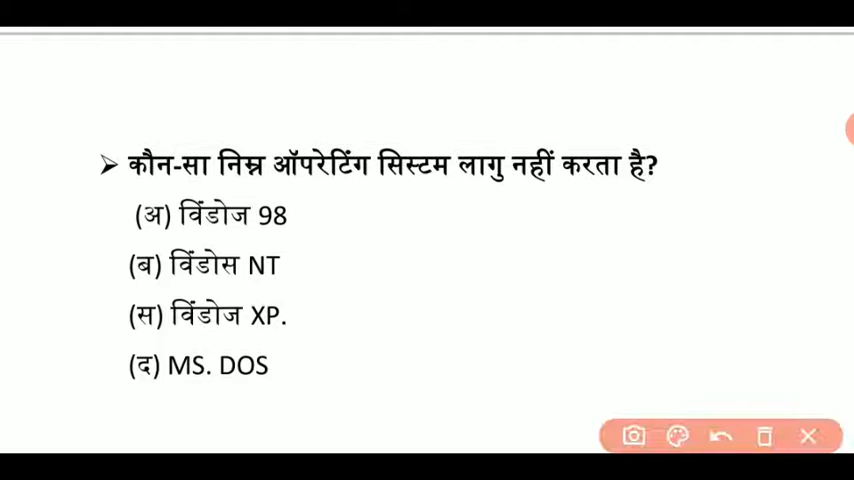 ➢ कौन-सा निम्न ऑपरेटिंग सिस्टम लागु नहीं करता है?
(अ) विंडोज 98
(ब) विंडोस NT
(स) विंडोज XP.
(द) MS. DOS